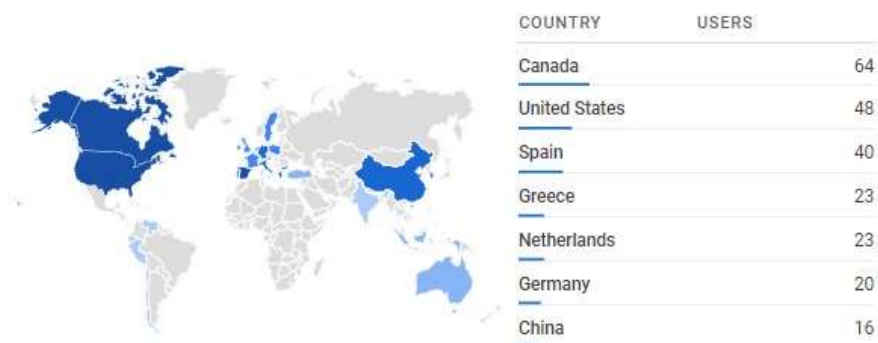 COUNTRY USERS
Canada 64
United States 48
Spain 40
Greece 23
Netherlands 23
Germany 20
China 16